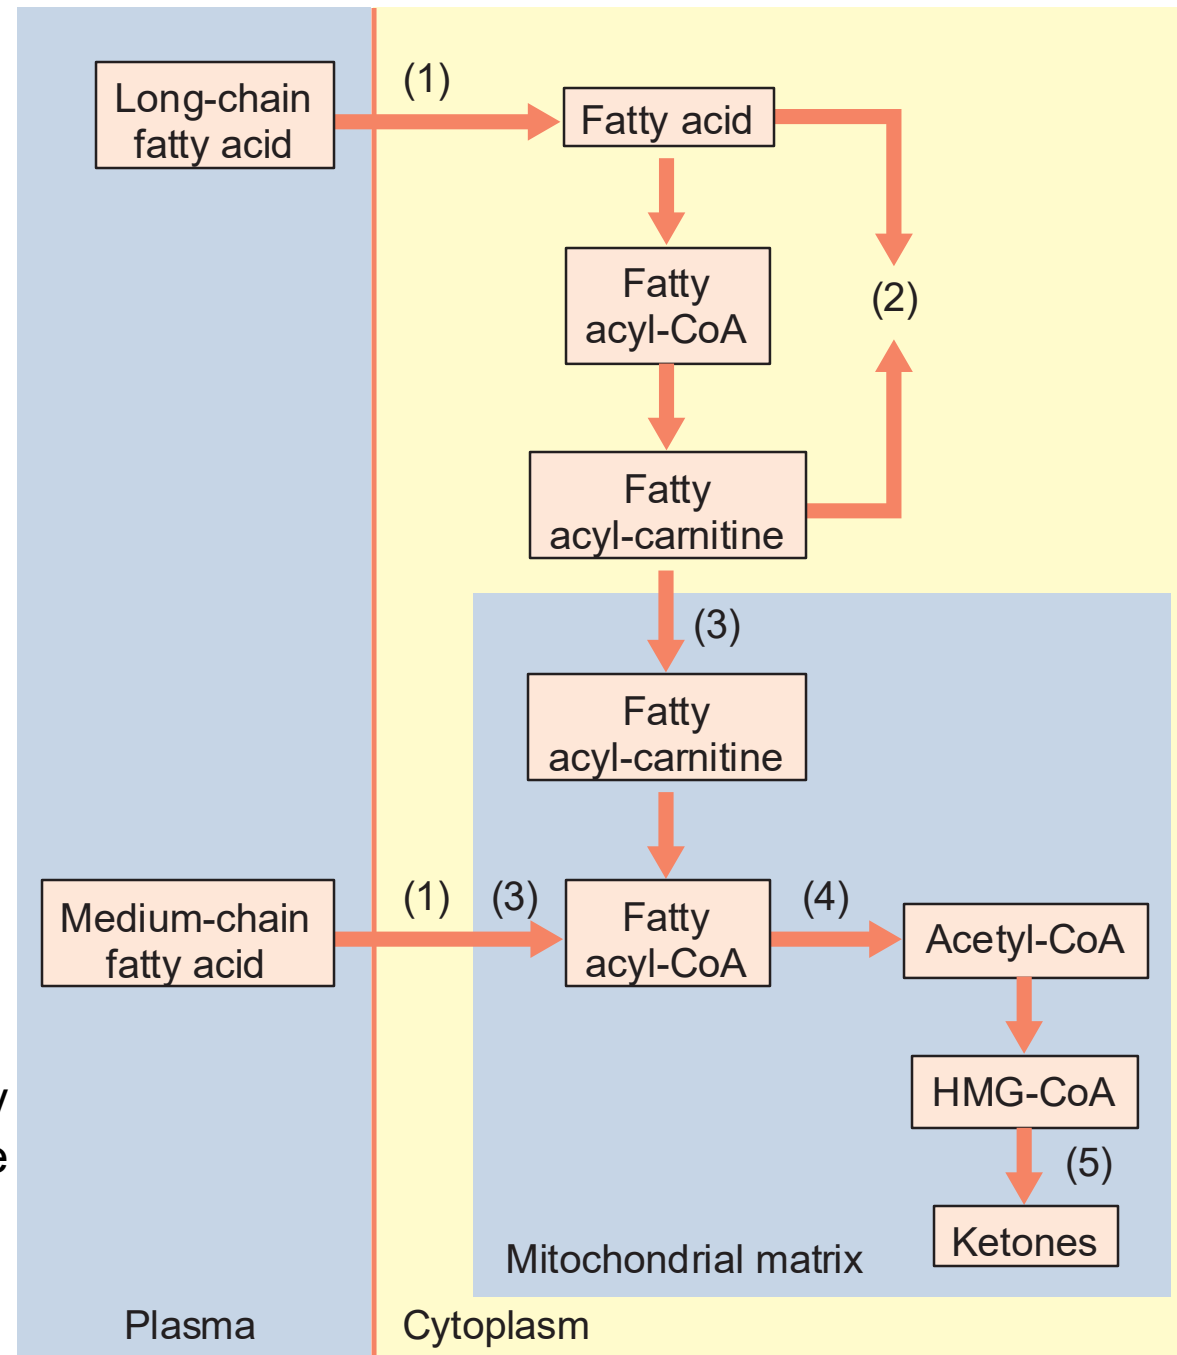 Long-chain
fatty acid
(1)
Fatty acid
Fatty
acyl-CoA
(2)
Fatty
acyl-carnitine
(3)
Fatty
acyl-carnitine
Medium-chain
fatty acid
(1)
(3)
Fatty
acyl-CoA
(4)
Acetyl-CoA
HMG-CoA
(5)
Ketones
Mitochondrial matrix
Plasma
Cytoplasm